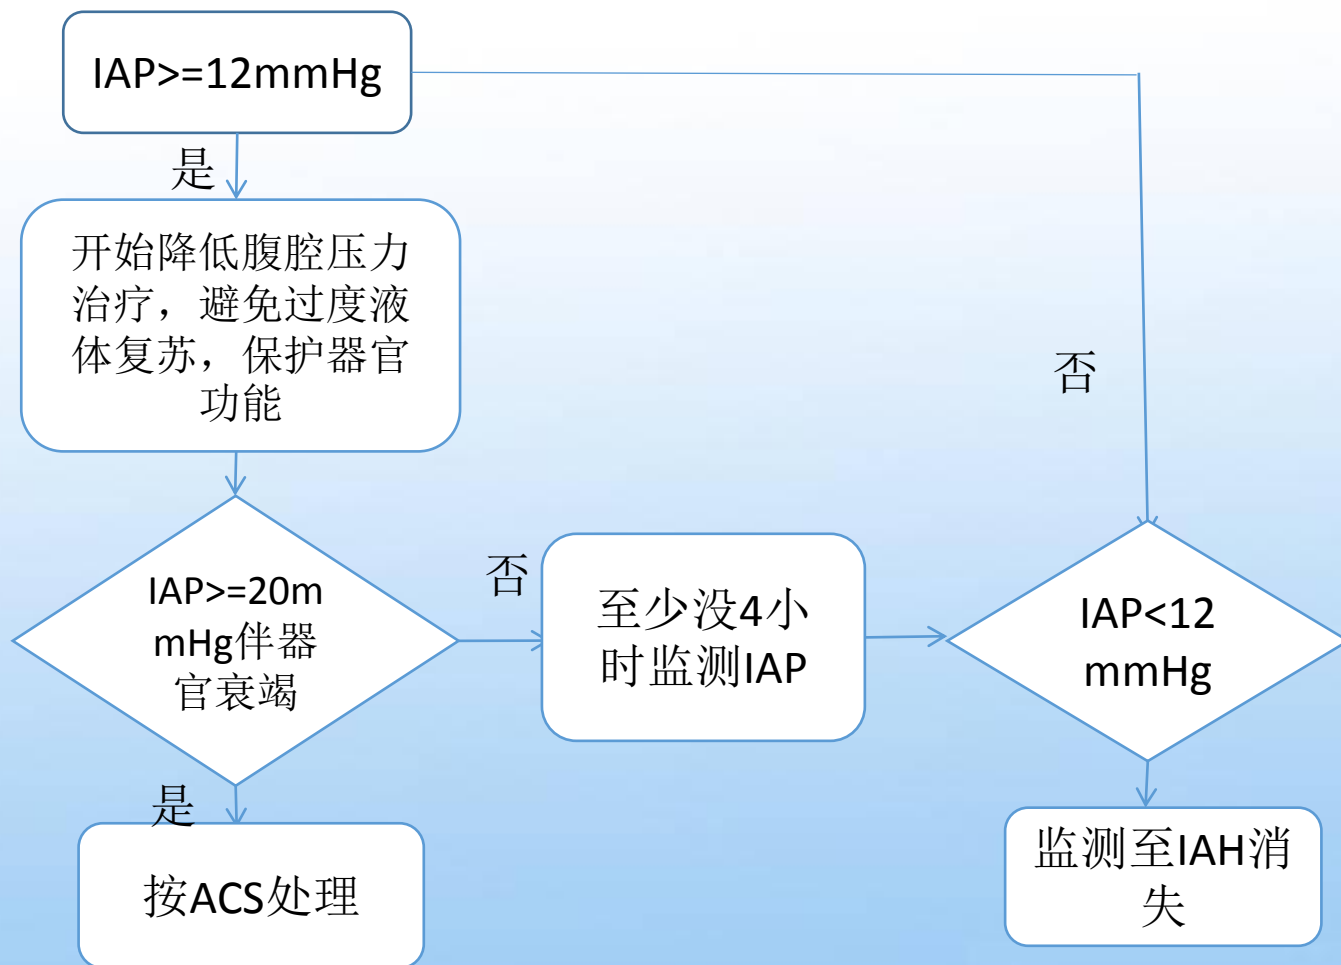 IAP>=12mmHg
是
开始降低腹腔压力
治疗，避免过度液
体复苏，保护器官
功能
否
IAP>=20m
mHg伴器
官衰竭
否
至少没4小
时监测IAP
IAP<12
mmHg
是
按ACS处理
监测至IAH消
失